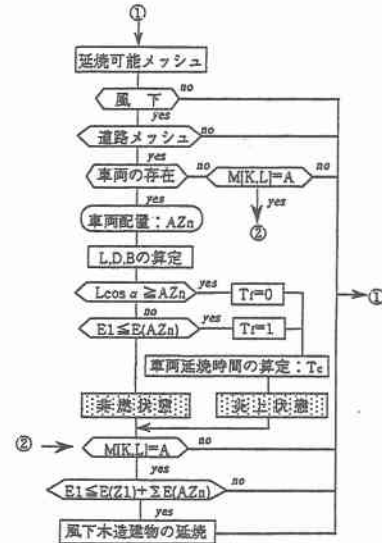 ①
延焼可能メッシュ
風 下
no
yes
道路メッシュ
no
yes
車両の存在
no
M[K,L]=A
no
yes
yes
②
車両配置：AZn
L,D,Bの算定
Lcosα≧AZn
yes
Tf=0
①
no
E1≦E(AZn)
yes
Tf=1
車両延焼時間の算定：Tc
非燃状態
炎上状態
②
M[K,L]=A
no
yes
E1≦E(Z1)+ΣE(AZn)
no
yes
風下木造建物の延焼